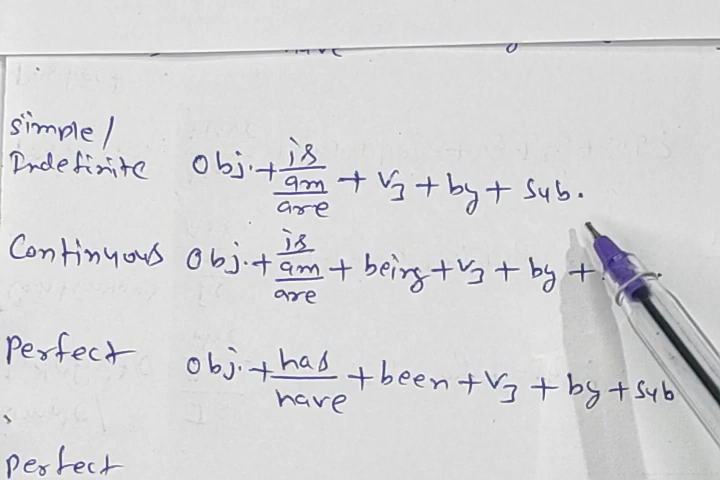 Simple/
Indefinite Obj. + is/am/are + V3 + by + Sub.
Continuous Obj. + is/am/are + being + V3 + by +
Perfect Obj. + has/have + been + V3 + by + Sub
Perfect